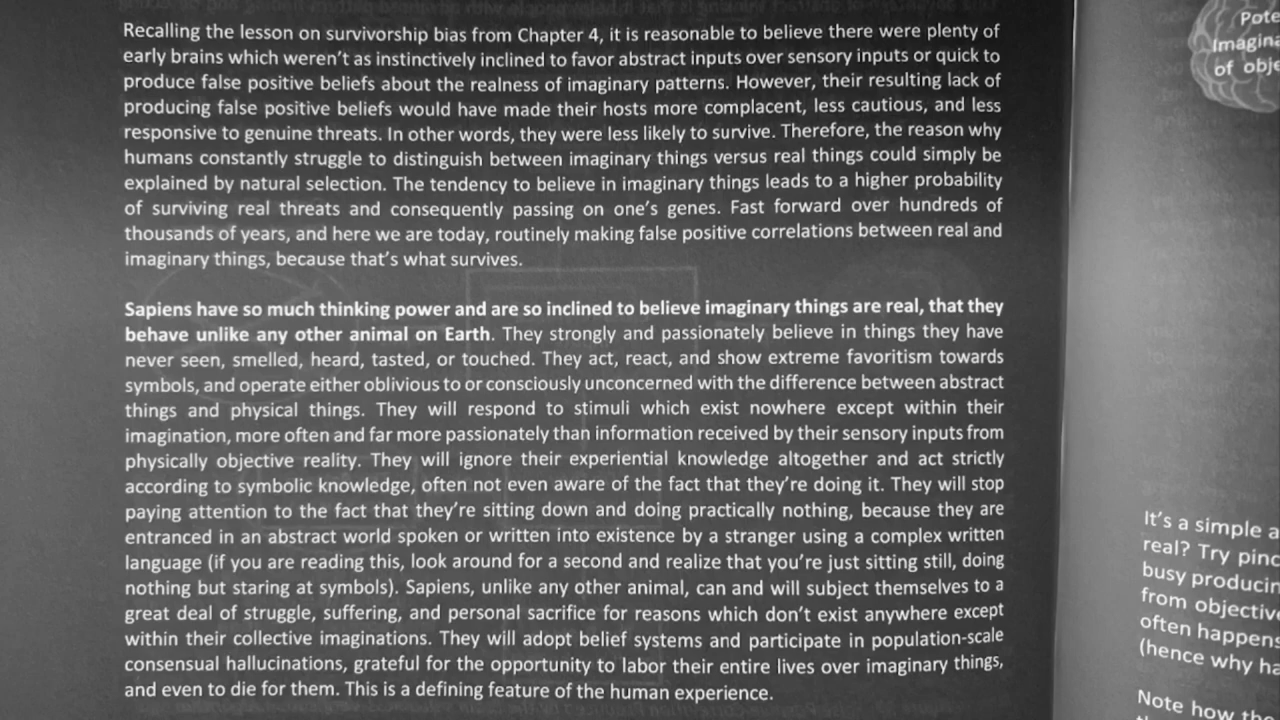 Recalling the lesson on survivorship bias from Chapter 4, it is reasonable to believe there were plenty of
early brains which weren't as instinctively inclined to favor abstract inputs over sensory inputs or quick to
produce false positive beliefs about the realness of imaginary patterns. However, their resulting lack of
producing false positive beliefs would have made their hosts more complacent, less cautious, and less
responsive to genuine threats. In other words, they were less likely to survive. Therefore, the reason why
humans constantly struggle to distinguish between imaginary things versus real things could simply be
explained by natural selection. The tendency to believe in imaginary things leads to a higher probability
of surviving real threats and consequently passing on one's genes. Fast forward over hundreds of
thousands of years, and here we are today, routinely making false positive correlations between real and
imaginary things, because that's what survives.
Sapiens have so much thinking power and are so inclined to believe imaginary things are real, that they
behave unlike any other animal on Earth. They strongly and passionately believe in things they have
never seen, smelled, heard, tasted, or touched. They act, react, and show extreme favoritism towards
symbols, and operate either oblivious to or consciously unconcerned with the difference between abstract
things and physical things. They will respond to stimuli which exist nowhere except within their
imagination, more often and far more passionately than information received by their sensory inputs from
physically objective reality. They will ignore their experiential knowledge altogether and act strictly
according to symbolic knowledge, often not even aware of the fact that they're doing it. They will stop
paying attention to the fact that they're sitting down and doing practically nothing, because they are
entranced in an abstract world spoken or written into existence by a stranger using a complex written
language (if you are reading this, look around for a second and realize that you're just sitting still, doing
nothing but staring at symbols). Sapiens, unlike any other animal, can and will subject themselves to a
great deal of struggle, suffering, and personal sacrifice for reasons which don't exist anywhere except
within their collective imaginations. They will adopt belief systems and participate in population-scale
consensual hallucinations, grateful for the opportunity to labor their entire lives over imaginary things,
and even to die for them. This is a defining feature of the human experience.
of
It's a simple
real? Try
busy
from
often
(hence why
Note how